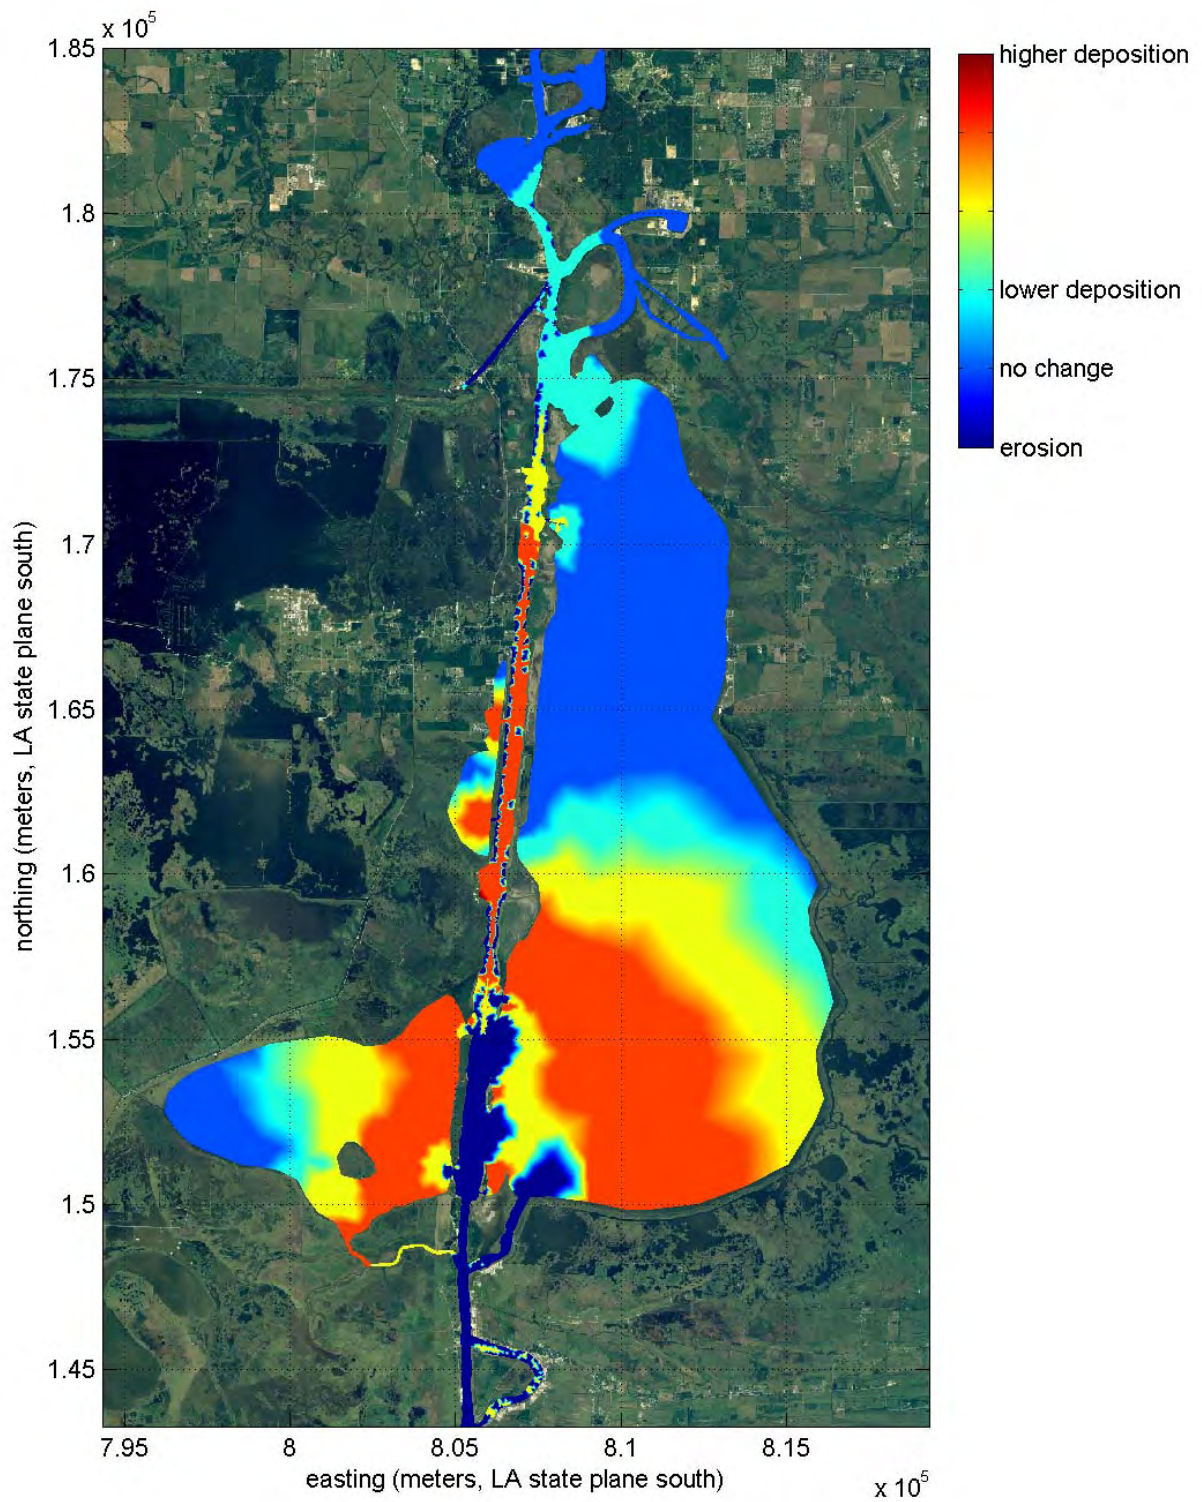 x 10^5
1.85
1.8
1.75
1.7
1.65
1.6
1.55
1.5
1.45
northing (meters, LA state plane south)
7.95 8 8.05 8.1 8.15
easting (meters, LA state plane south)
x 10^5
higher deposition
lower deposition
no change
erosion